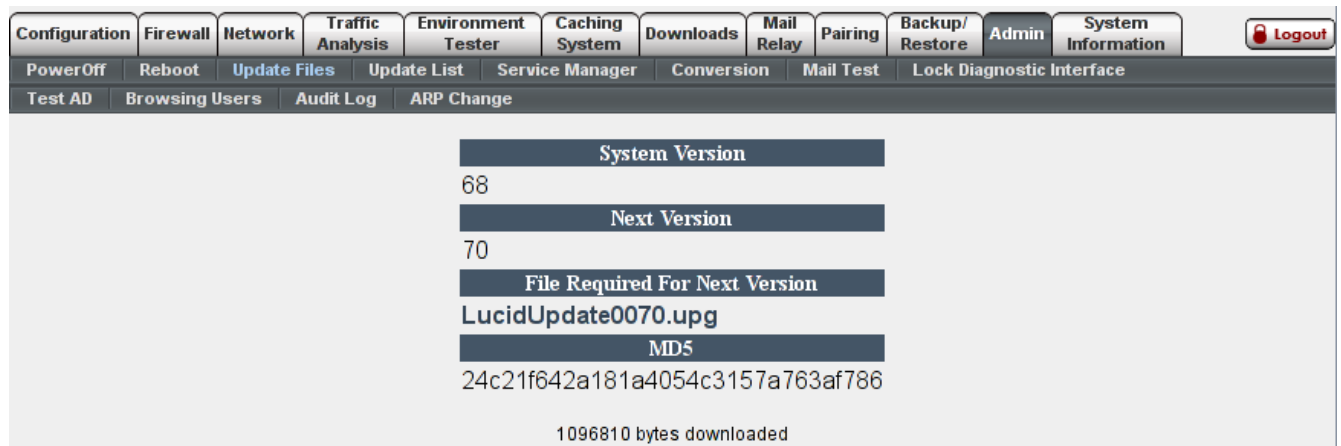 Configuration Firewall Network Traffic Analysis Environment Tester Caching System Downloads Mail Relay Pairing Backup/ Restore Admin System Information Logout
PowerOff Reboot Update Files Update List Service Manager Conversion Mail Test Lock Diagnostic Interface
Test AD Browsing Users Audit Log ARP Change
System Version
68
Next Version
70
File Required For Next Version
LucidUpdate0070.upg
MD5
24c21f642a181a4054c3157a763af786
1096810 bytes downloaded